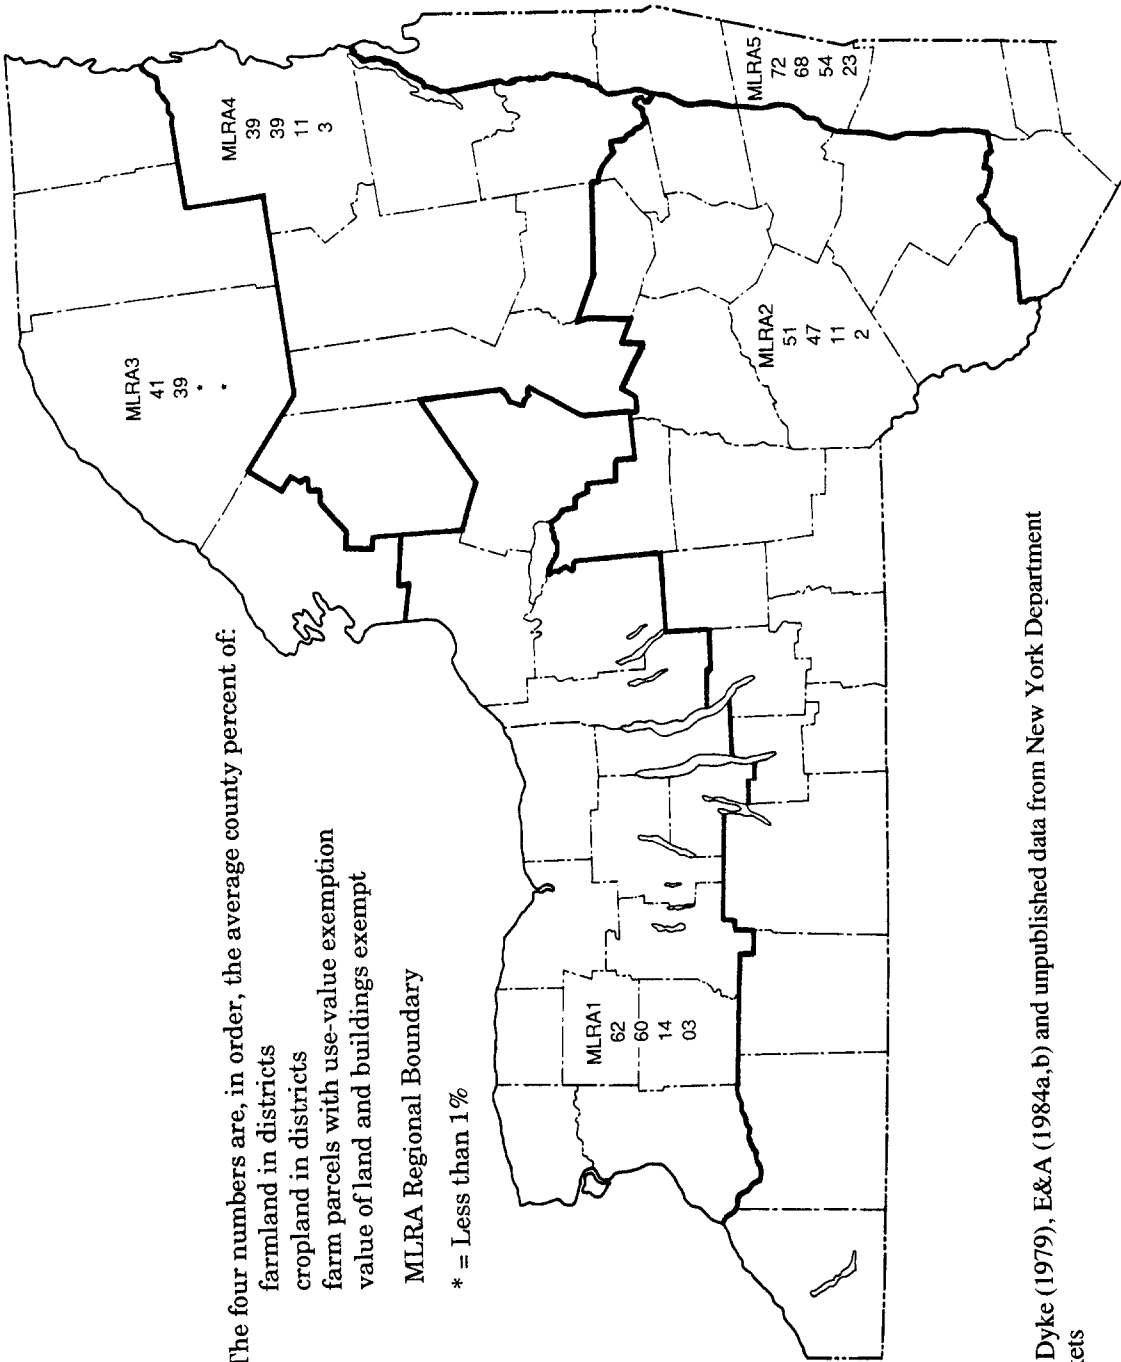 The four numbers are, in order, the average county percent of:
farmland in districts
cropland in districts
farm parcels with use-value exemption
value of land and buildings exempt
MLRA Regional Boundary
* = Less than 1%
MLRA3
41
39
*
*
MLRA4
39
39
11
3
MLRA5
72
68
54
23
MLRA2
51
47
11
2
MLRA1
62
60
14
03
Dyke (1979), E&A (1984a,b) and unpublished data from New York Department